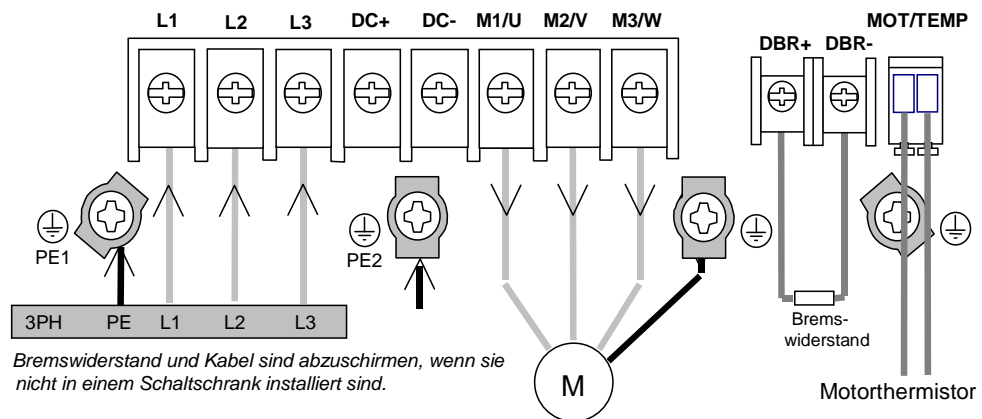 L1 L2 L3 DC+ DC- M1/U M2/V M3/W MOT/TEMP
DBR+ DBR-
PE1
PE2
3PH PE L1 L2 L3
Brems-
widerstand
Bremswiderstand und Kabel sind abzuschirmen, wenn sie
nicht in einem Schaltschrank installiert sind.
M
Motorthermistor